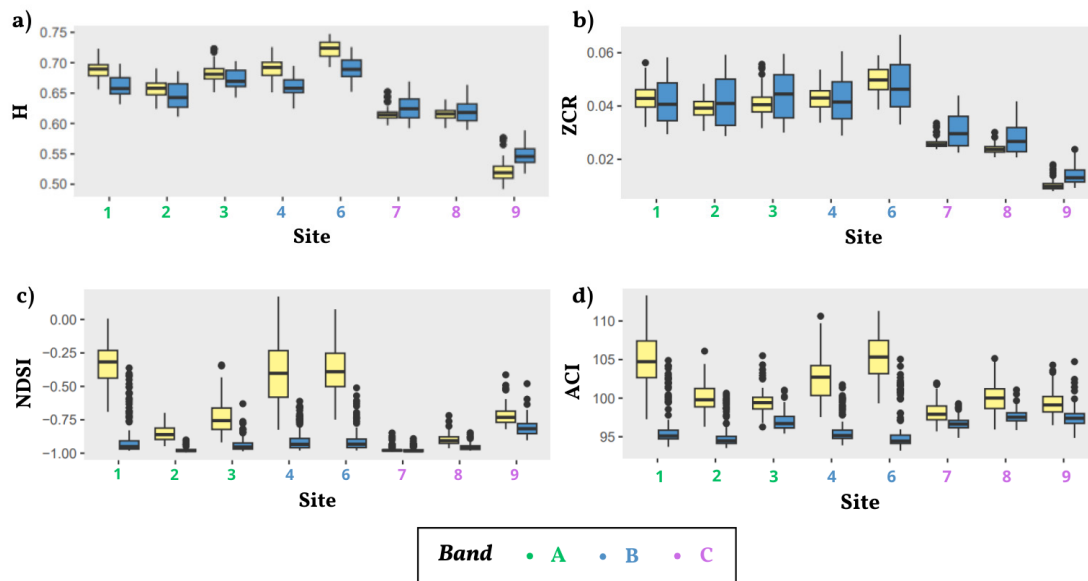 a)
H
0.75
0.70
0.65
0.60
0.55
0.50
1 2 3 4 6 7 8 9
Site
b)
ZCR
0.06
0.04
0.02
1 2 3 4 6 7 8 9
Site
c)
NDSI
0.00
−0.25
−0.50
−0.75
−1.00
1 2 3 4 6 7 8 9
Site
d)
ACI
110
105
100
95
1 2 3 4 6 7 8 9
Site
Band A B C